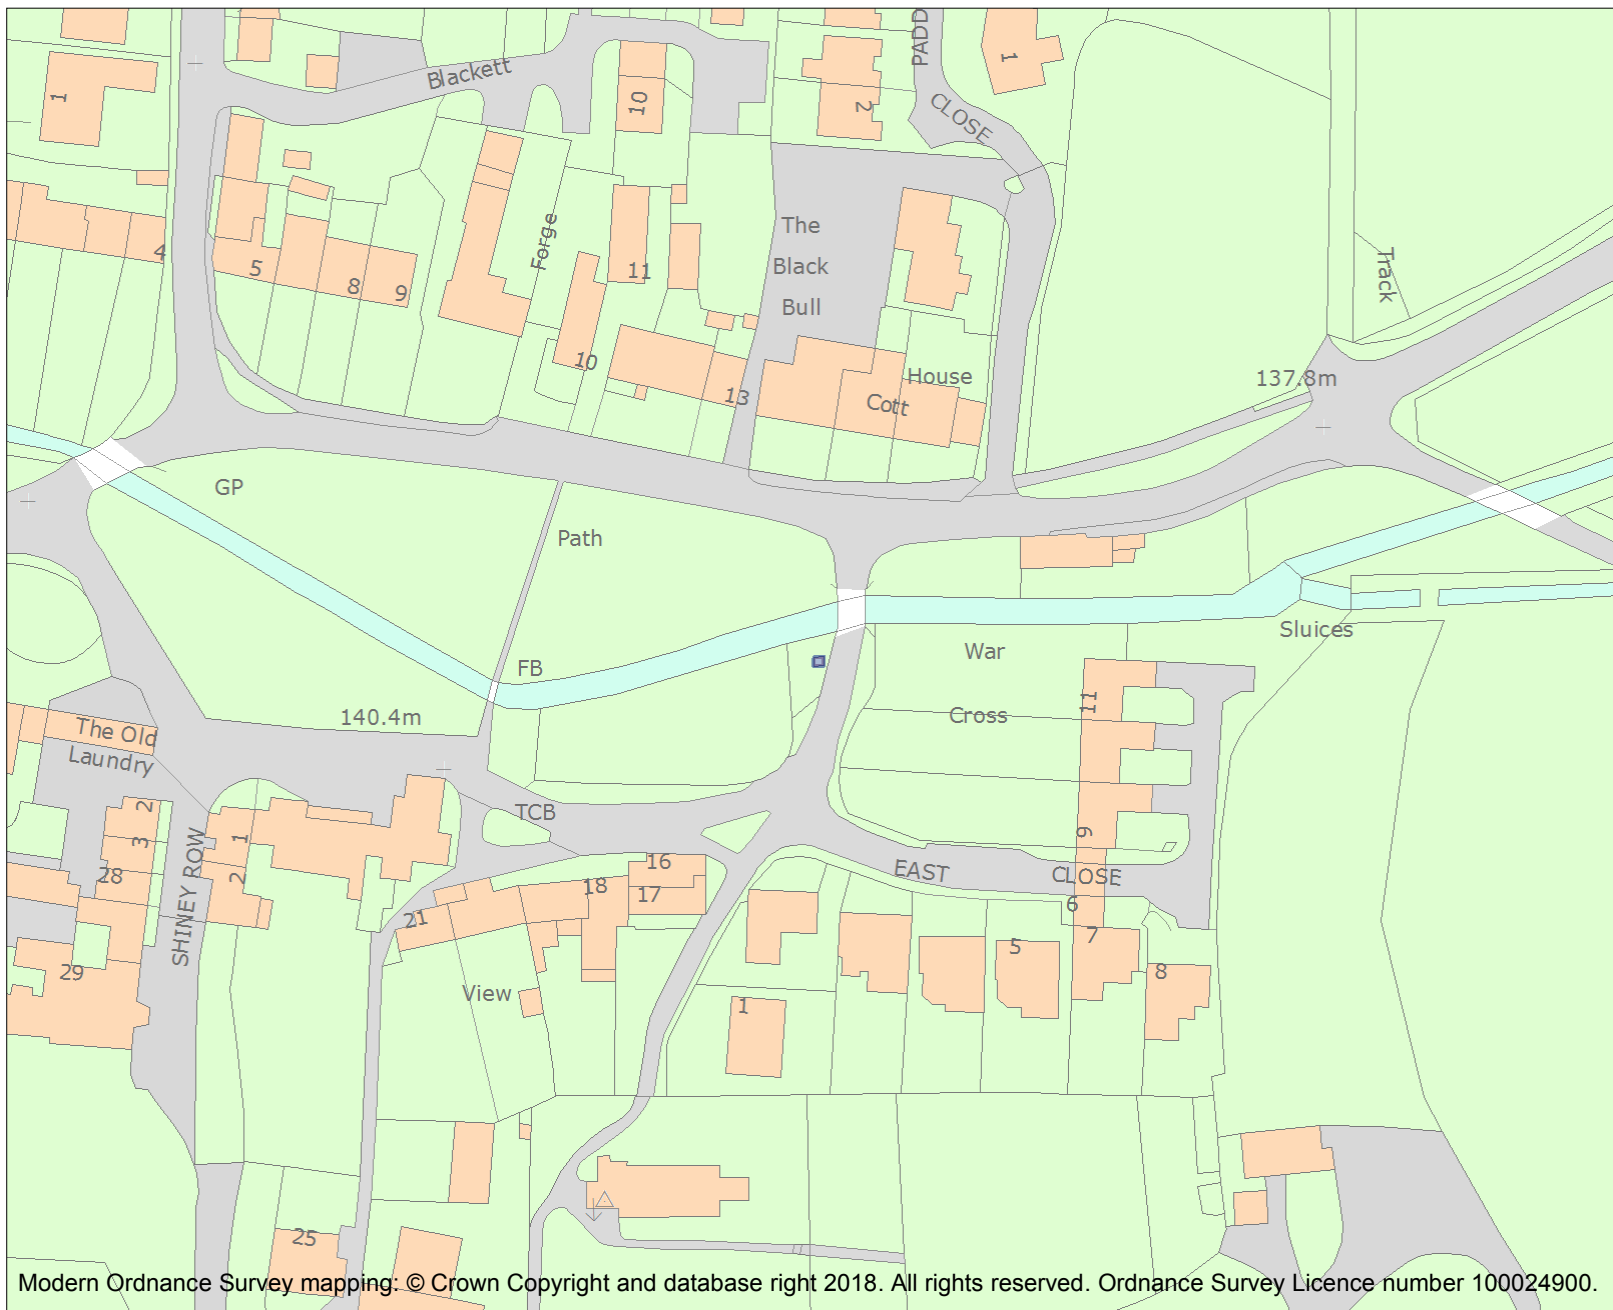 PADD
CLOSE
1
Blackett
1
10
2
4
5
8
9
Forge
11
10
13
The
Black
Bull
House
Cott
Track
137.8m
GP
Path
FB
140.4m
War
Cross
Sluices
The Old
Laundry
TCB
SHINEY ROW
2
3
28
29
1
2
21
18
16
17
View
EAST
CLOSE
11
9
6
7
5
8
1
25
Modern Ordnance Survey mapping: © Crown Copyright and database right 2018. All rights reserved. Ordnance Survey Licence number 100024900.